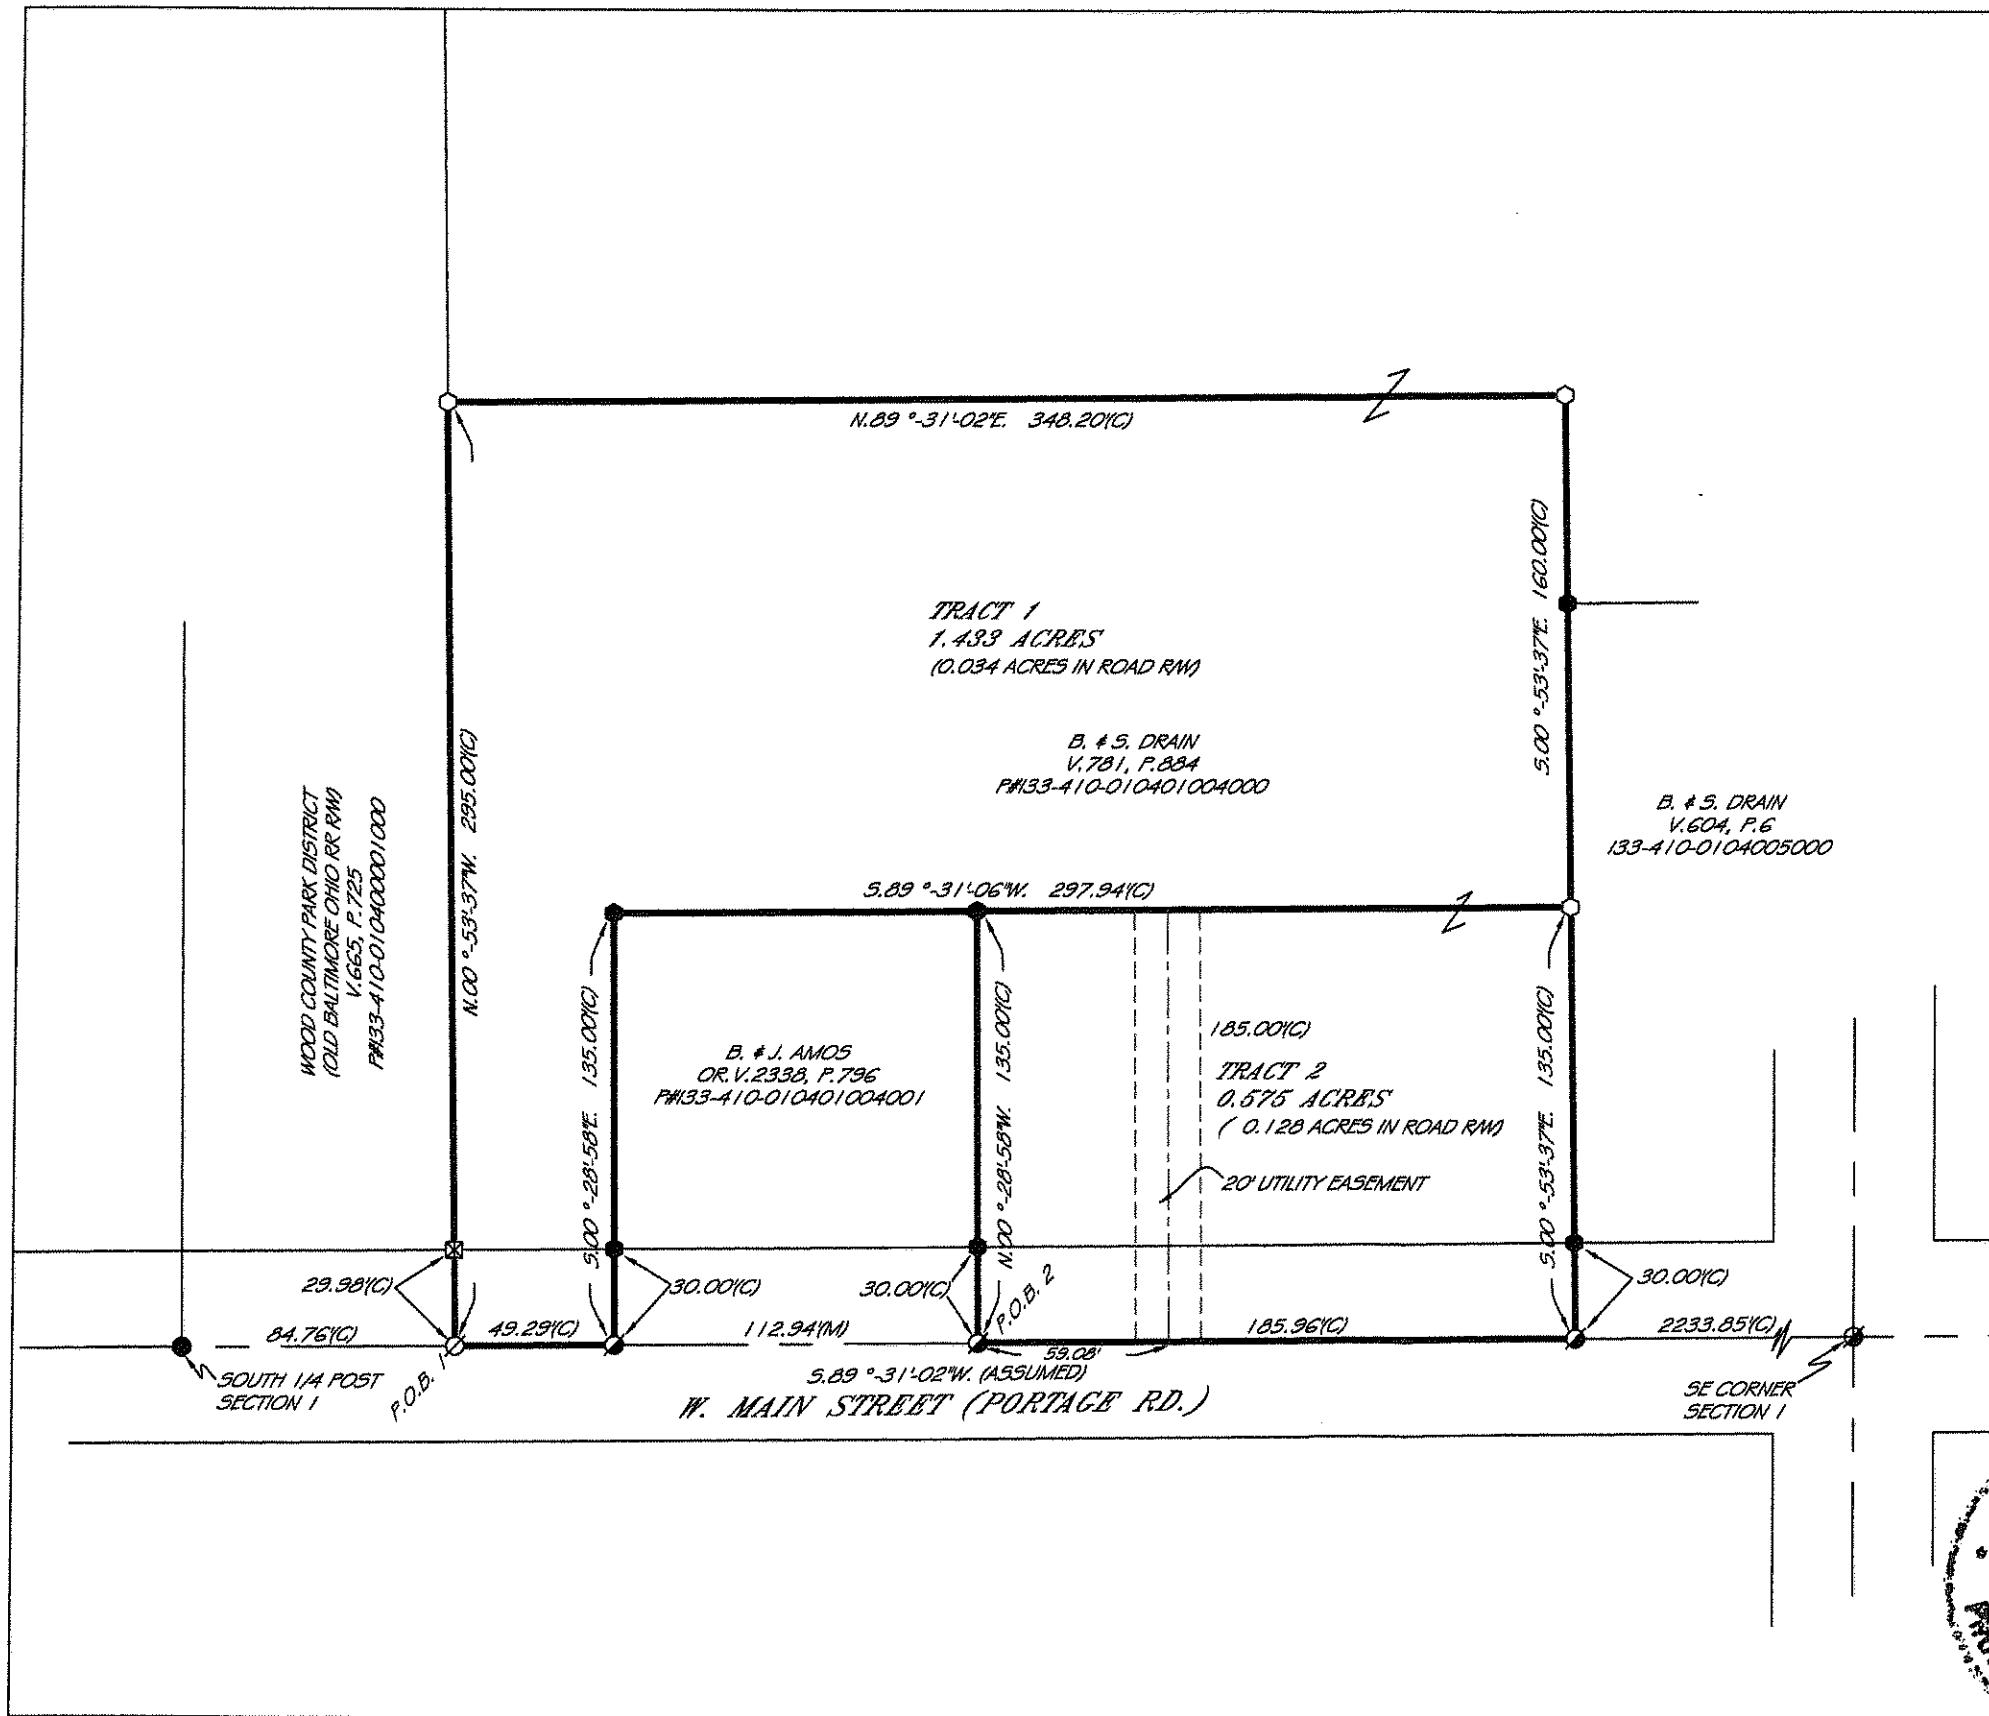 N.89°-31'-02"E. 348.20'(C)
S.00°-53'-37"E. 160.00'(C)
TRACT 1
1.433 ACRES
(0.034 ACRES IN ROAD R/W)
B. & S. DRAIN
V.781, P.884
P#133-410-010401004000
N.00°-53'-37"W. 295.00'(C)
WOOD COUNTY PARK DISTRICT
(OLD BALTIMORE OHIO RR R/W)
V.665, P.725
P#133-410-010400001000
B. & S. DRAIN
V.604, P.6
133-410-0104005000
S.89°-31'-06"W. 297.94'(C)
S.00°-28'-58"E. 135.00'(C)
B. & J. AMOS
OR.V.2338, P.796
P#133-410-010401004001
N.00°-28'-58"W. 135.00'(C)
185.00'(C)
TRACT 2
0.575 ACRES
( 0.128 ACRES IN ROAD R/W)
20' UTILITY EASEMENT
S.00°-53'-37"E. 135.00'(C)
29.98'(C)
30.00'(C)
30.00'(C)
30.00'(C)
84.76'(C)
49.29'(C)
112.94'(M)
185.96'(C)
2233.85'(C)
P.O.B. 1
P.O.B. 2
59.08'
SOUTH 1/4 POST
SECTION 1
S.89°-31'-02"W. (ASSUMED)
W. MAIN STREET (PORTAGE RD.)
SE CORNER
SECTION 1